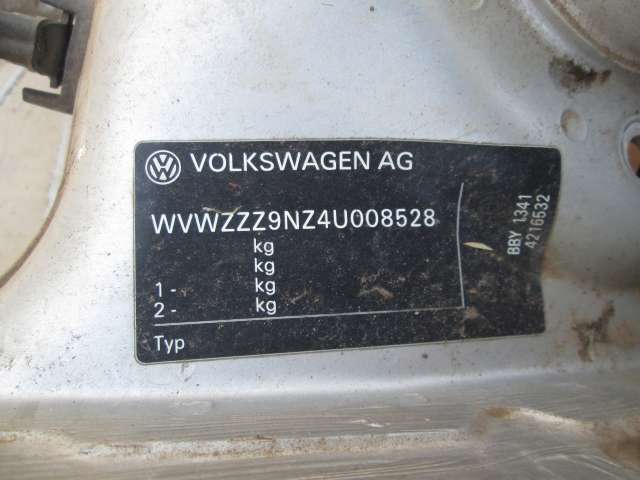 VOLKSWAGEN AG
WVWZZZ9NZ4U008528
kg
kg
1 - kg
2 - kg
Typ
BBY 1341
4216532